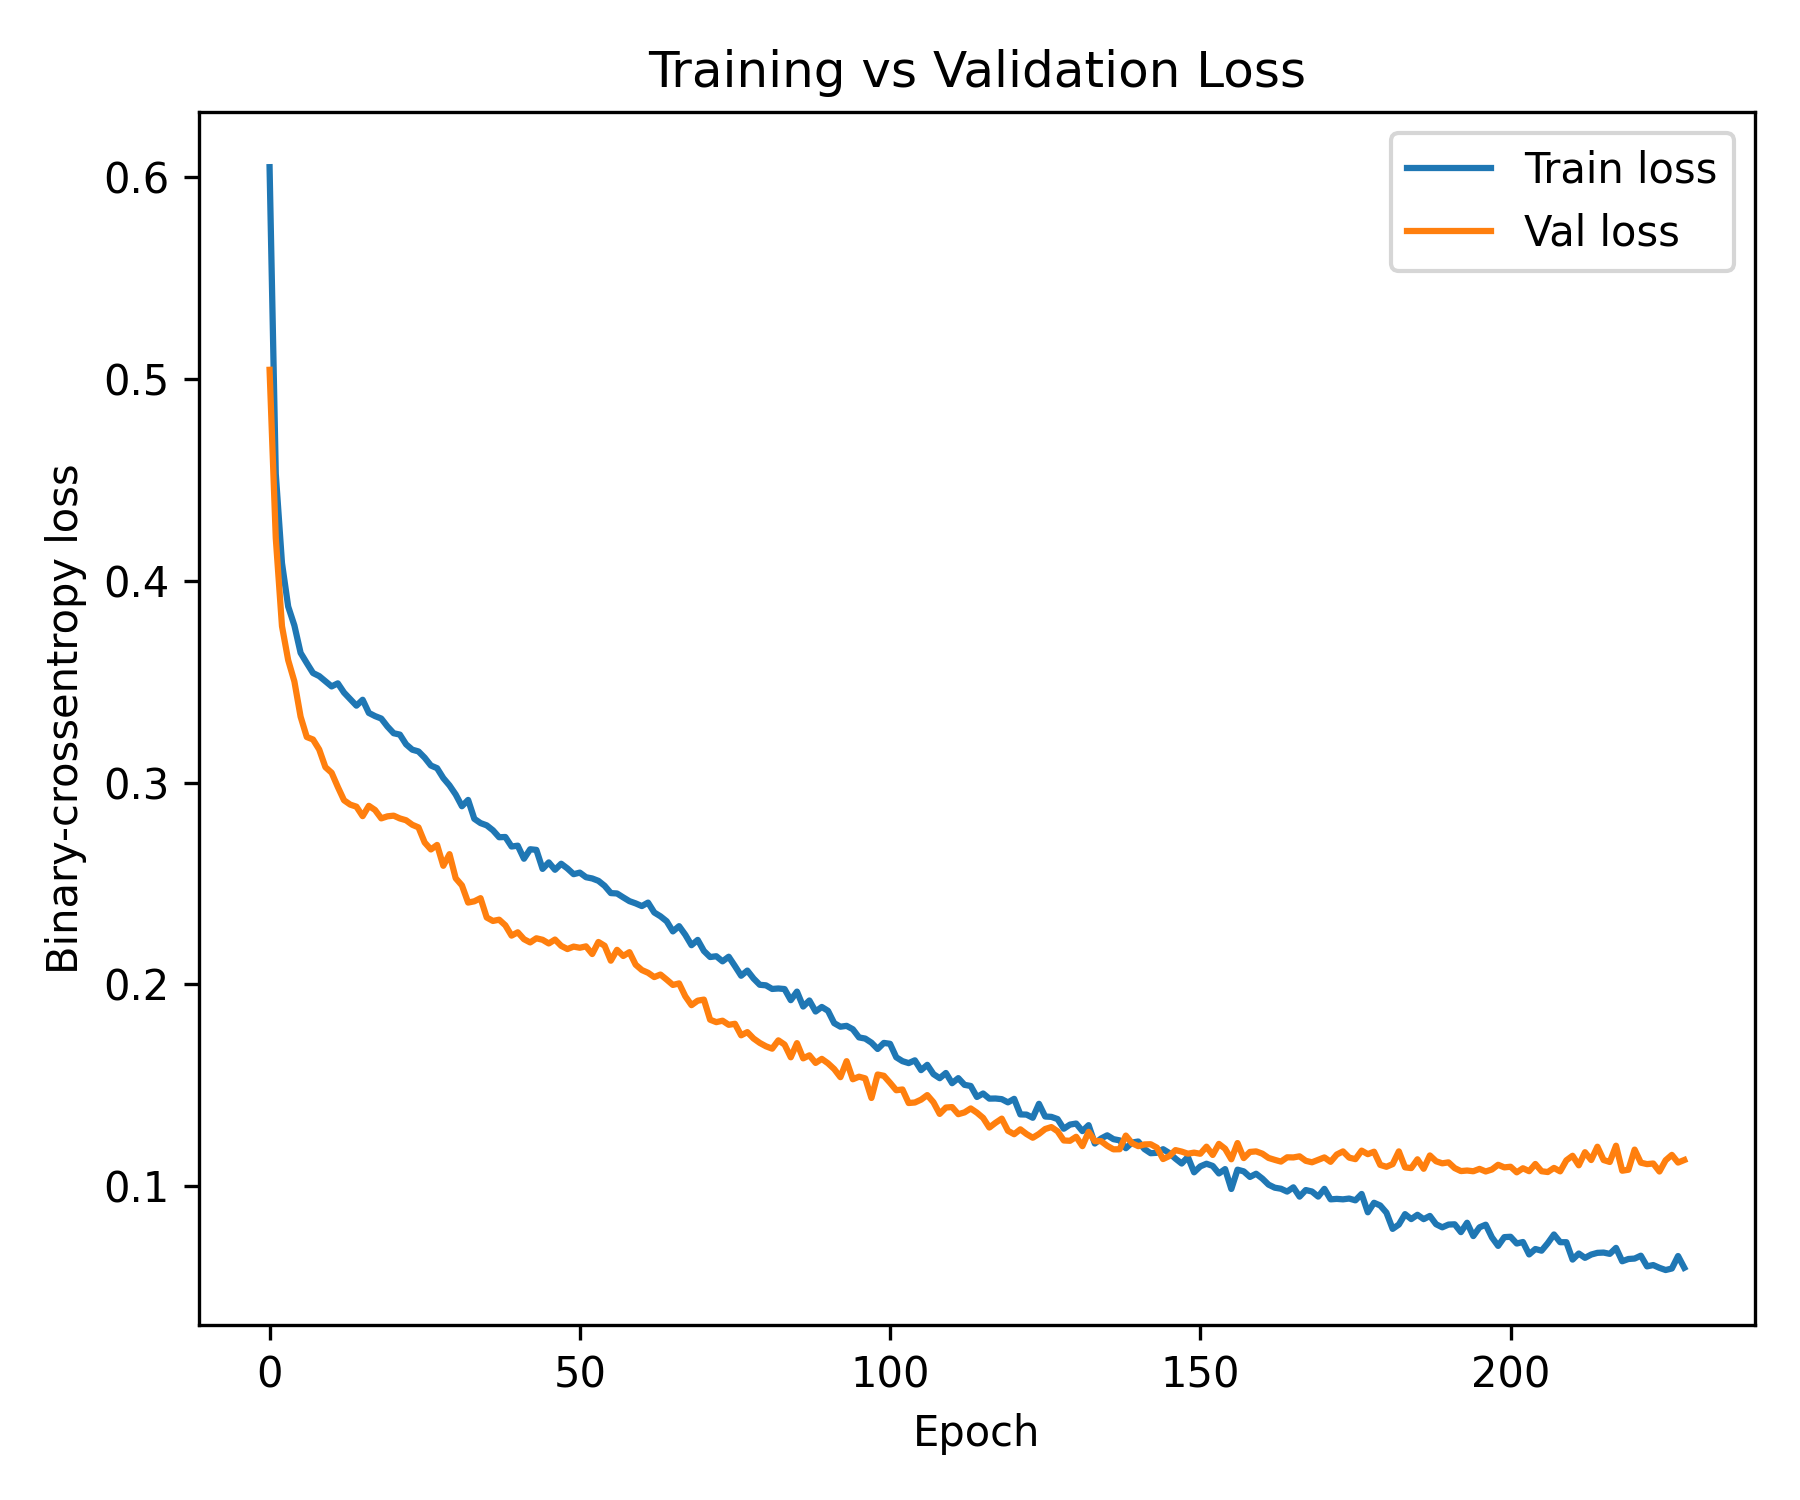 Training vs Validation Loss
Train loss
Val loss
0.6
0.5
0.4
0.3
0.2
0.1
Binary-crossentropy loss
0 50 100 150 200
Epoch